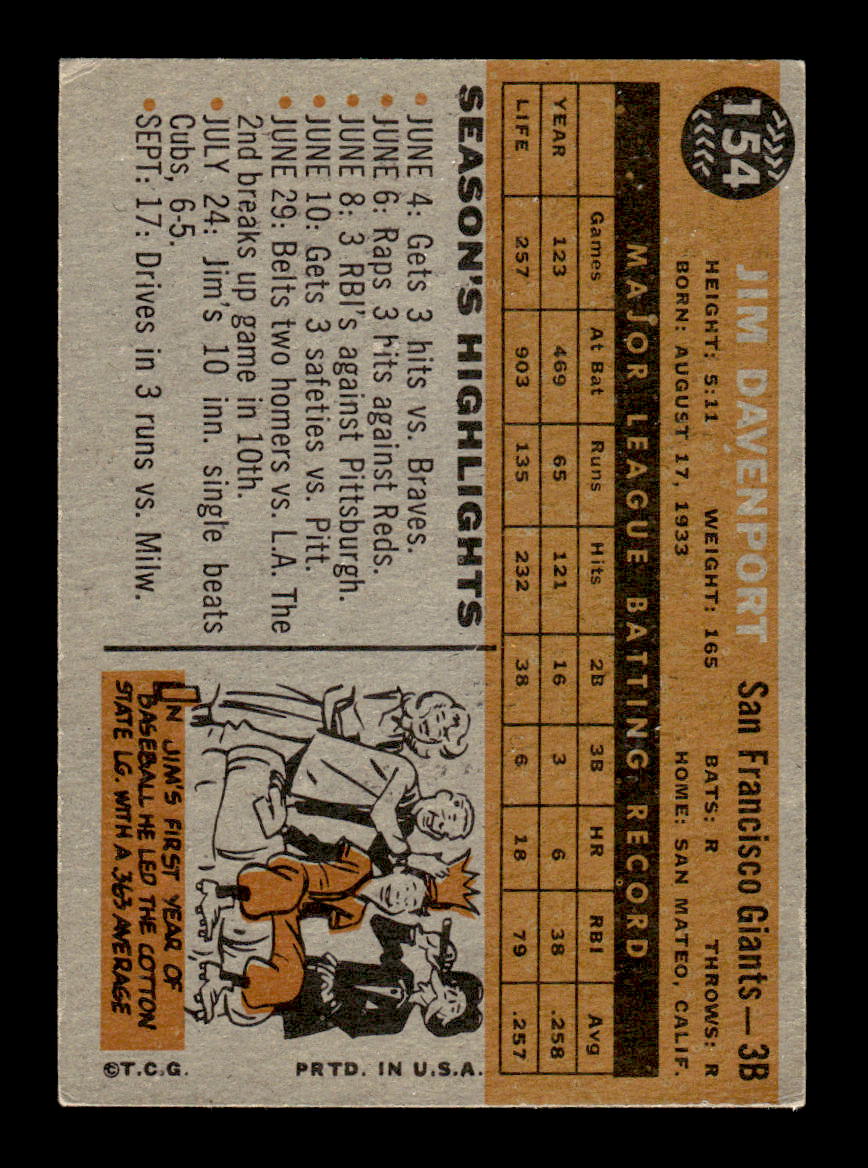 154
JIM DAVENPORT San Francisco Giants—3B
HEIGHT: 5:11 WEIGHT: 165 BATS: R THROWS: R
BORN: AUGUST 17, 1933 HOME: SAN MATEO, CALIF.
MAJOR LEAGUE BATTING RECORD
Games At Bat Runs Hits 2B 3B HR RBI Avg
YEAR 123 469 65 121 16 3 6 38 .258
LIFE 257 903 135 232 38 6 18 79 .257
SEASON'S HIGHLIGHTS
• JUNE 4: Gets 3 hits vs. Braves.
• JUNE 6: Raps 3 hits against Reds.
• JUNE 8: 3 RBI's against Pittsburgh.
• JUNE 10: Gets 3 safeties vs. Pitt.
• JUNE 29: Belts two homers vs. L.A. The
2nd breaks up game in 10th.
• JULY 24: Jim's 10 inn. single beats
Cubs, 6-5.
• SEPT: 17: Drives in 3 runs vs. Milw.
IN JIM'S FIRST YEAR OF
BASEBALL HE LED THE COTTON
STATE LG. WITH A .363 AVERAGE
©T.C.G. PRTD. IN U.S.A.